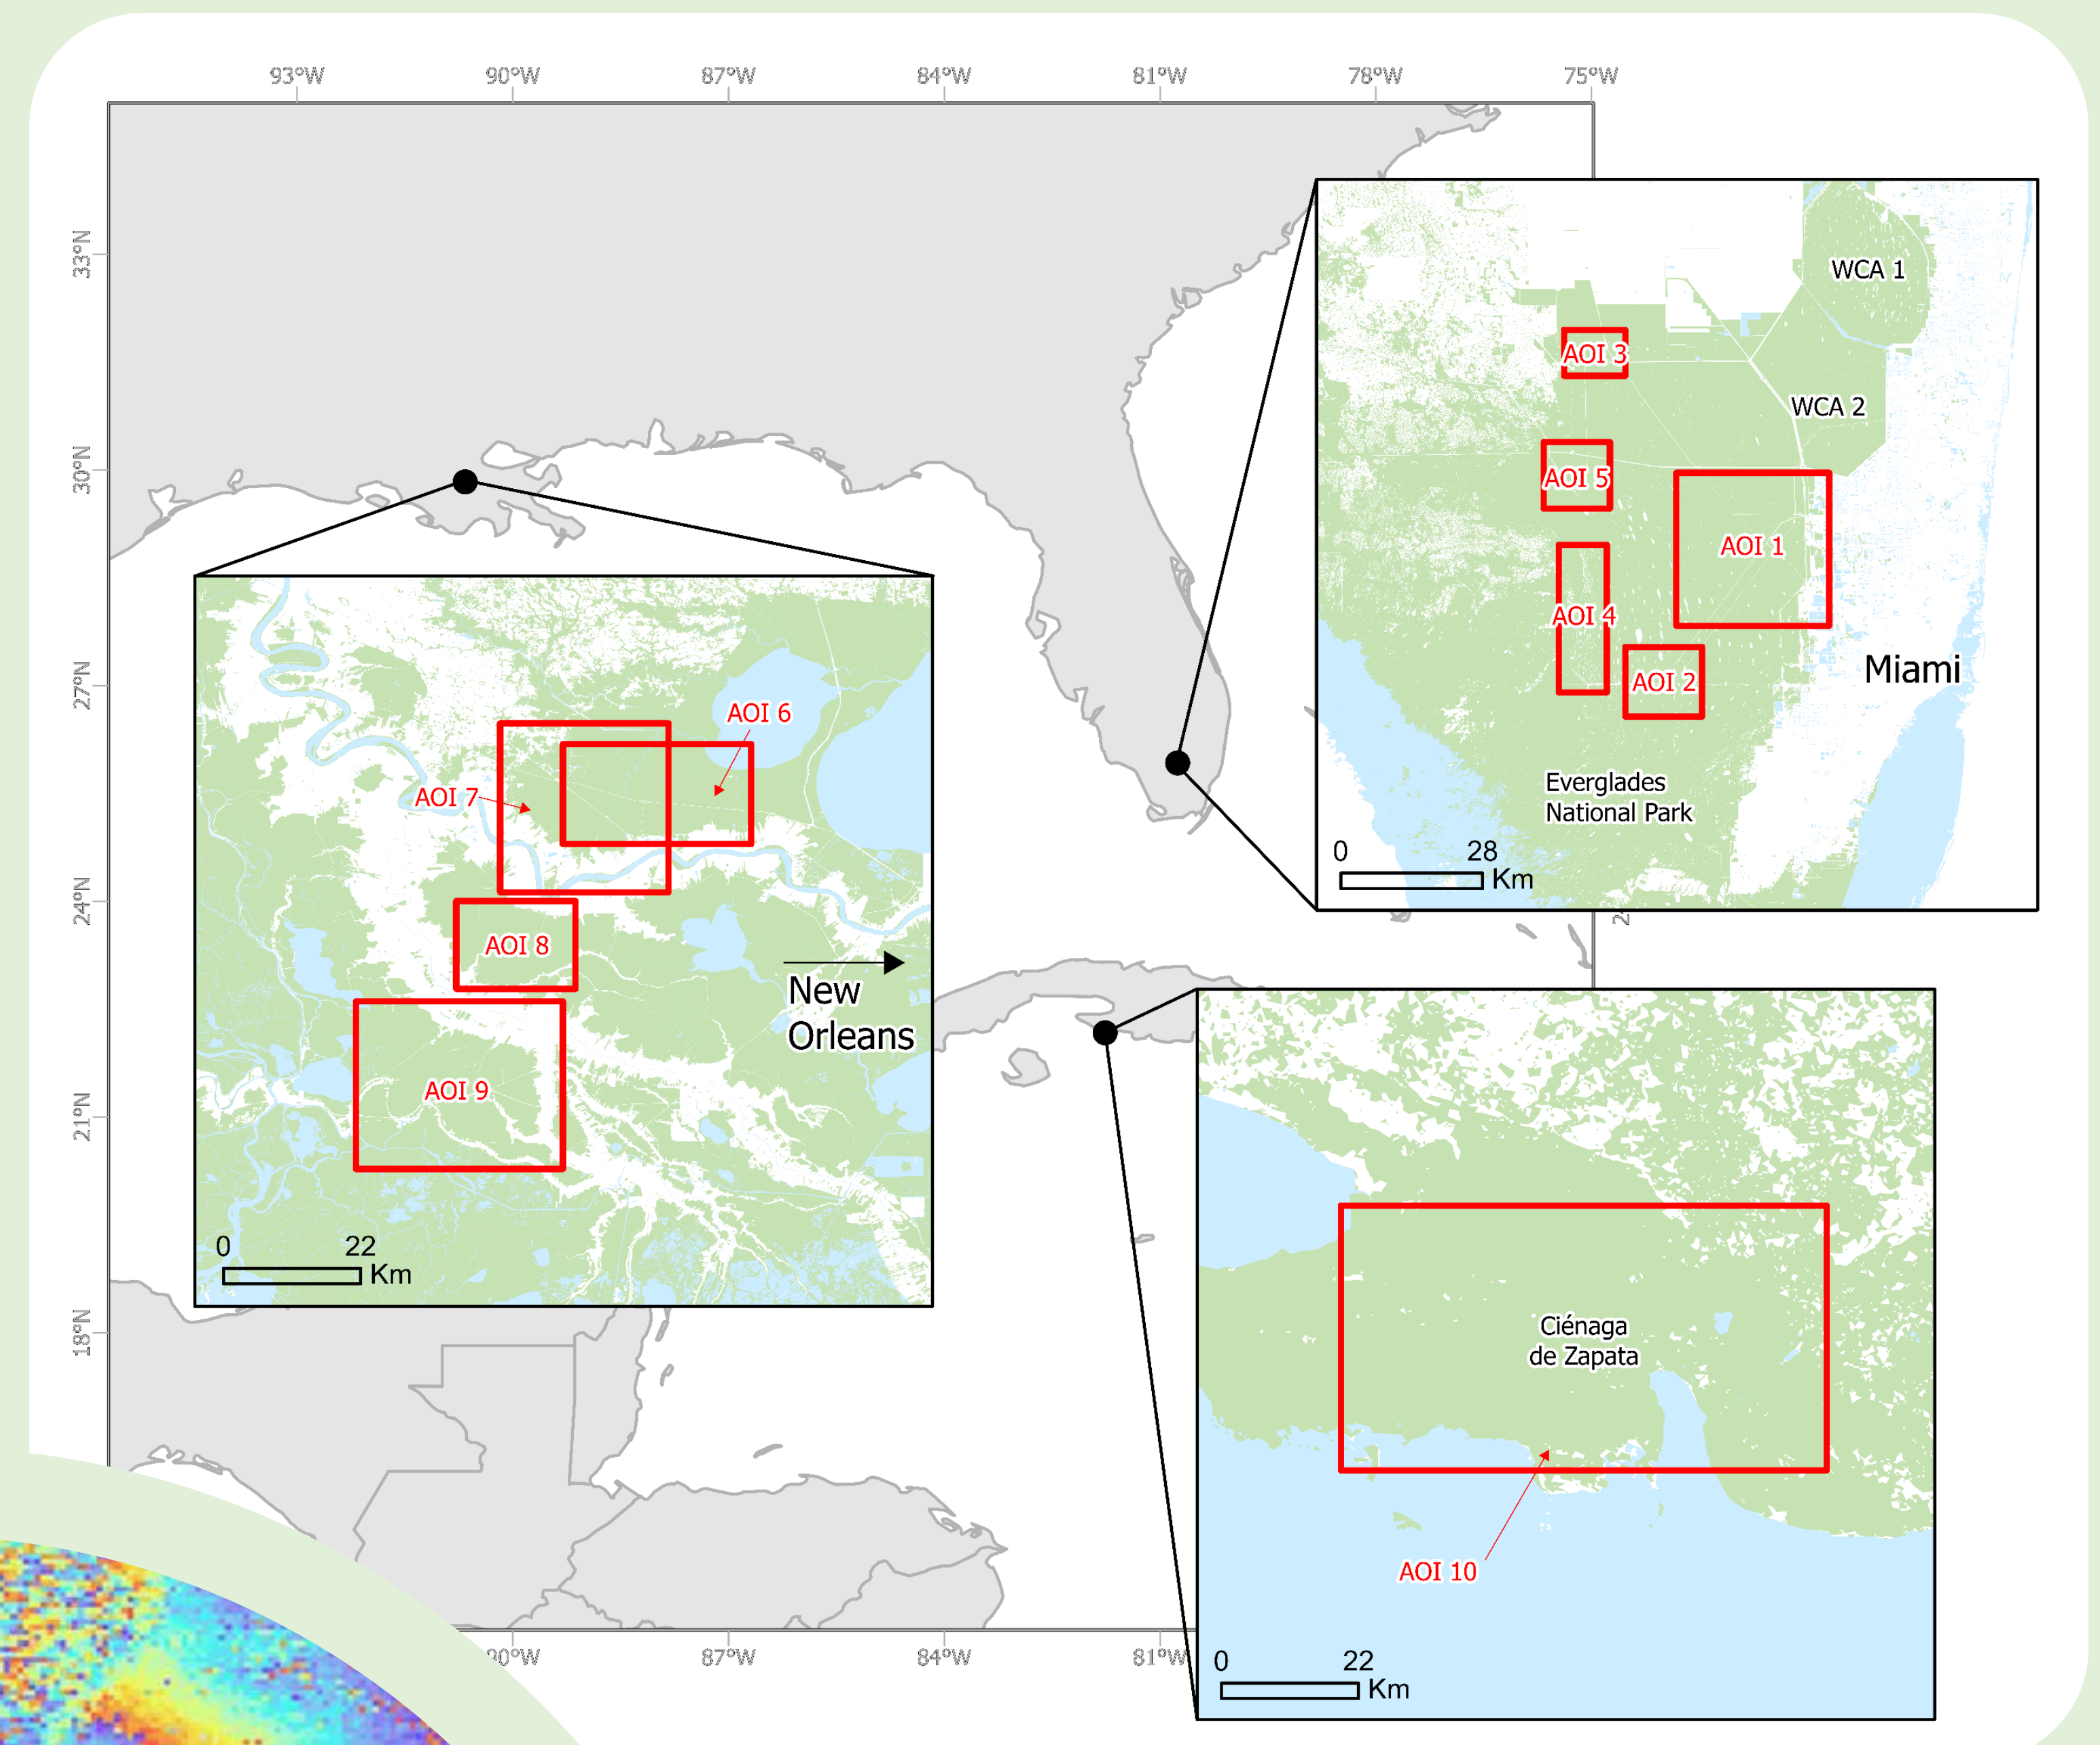 93°W 90°W 87°W 84°W 81°W 78°W 75°W
33°N
30°N
27°N
24°N
21°N
18°N
WCA 1
AOI 3
WCA 2
AOI 5
AOI 1
AOI 4
AOI 2
Miami
Everglades
National Park
0 28
Km
AOI 6
AOI 7
AOI 8
New
Orleans
AOI 9
0 22
Km
Ciénaga
de Zapata
AOI 10
0 22
Km
90°W 87°W 84°W 81°W